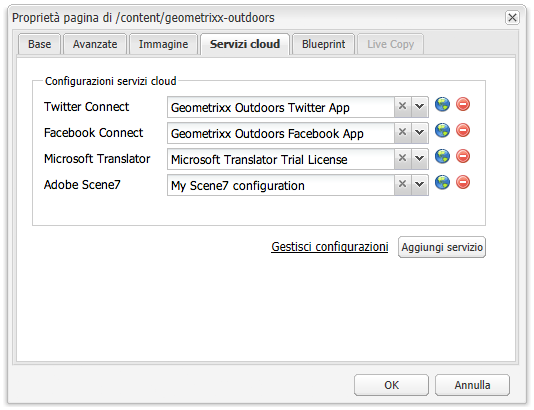 Proprietà pagina di /content/geometrixx-outdoors
Base Avanzate Immagine Servizi cloud Blueprint Live Copy
Configurazioni servizi cloud
Twitter Connect Geometrixx Outdoors Twitter App
Facebook Connect Geometrixx Outdoors Facebook App
Microsoft Translator Microsoft Translator Trial License
Adobe Scene7 My Scene7 configuration
Gestisci configurazioni Aggiungi servizio
OK Annulla